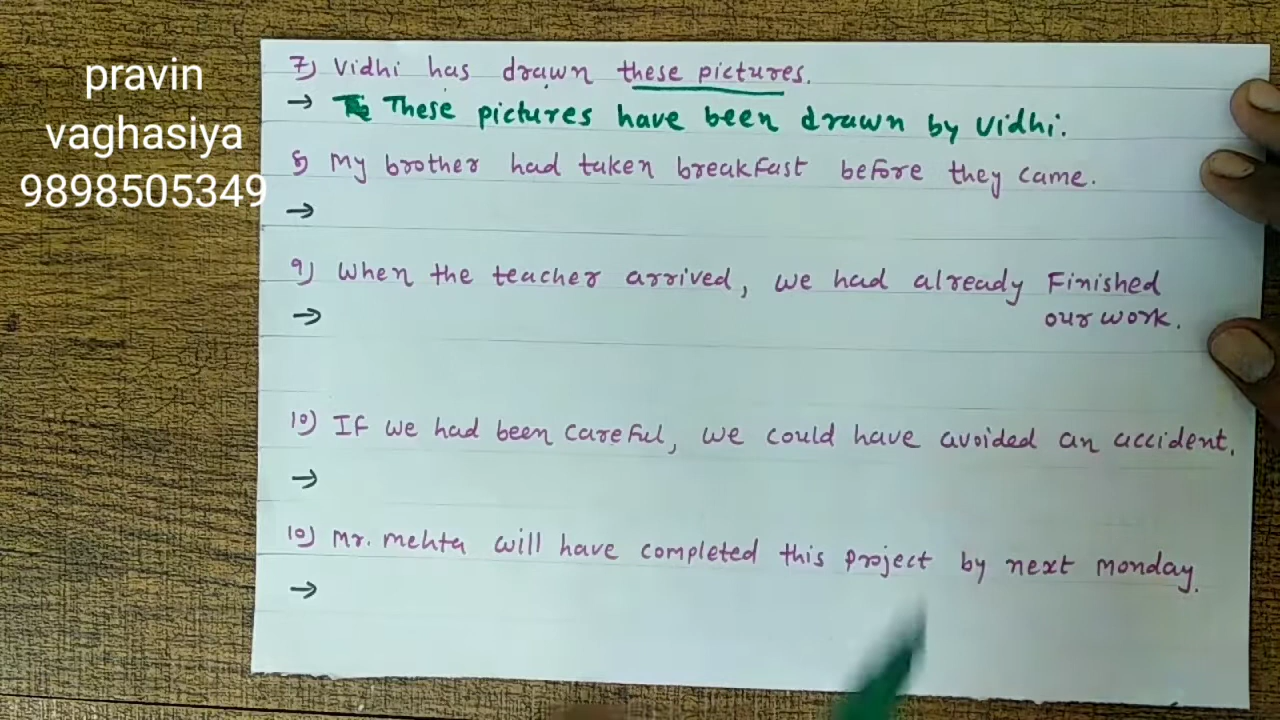 pravin
vaghasiya
9898505349
7) Vidhi has drawn these pictures.
→ These pictures have been drawn by Vidhi.
8) My brother had taken breakfast before they came.
→
9) When the teacher arrived, we had already Finished
our work.
→
10) If we had been careful, we could have avoided an accident.
→
10) Mr. mehta will have completed this project by next monday.
→